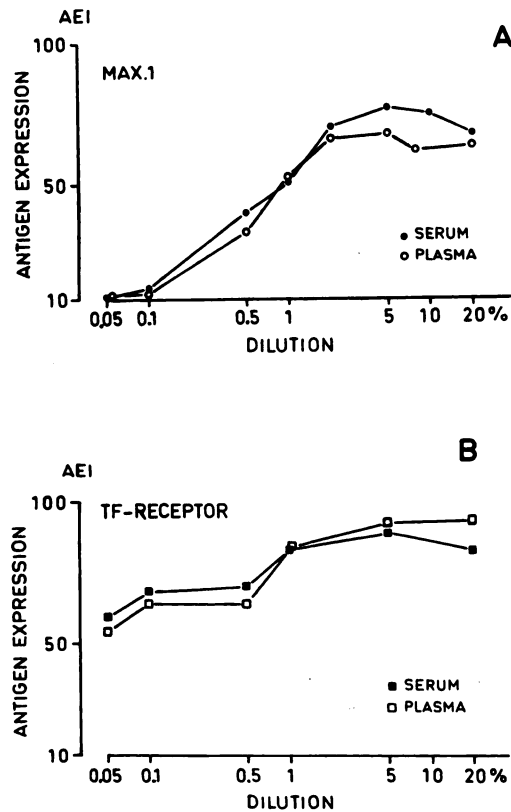 AEI
A
100
MAX.1
ANTIGEN EXPRESSION
50
SERUM
PLASMA
10
0,05 0.1 0.5 1 5 10 20%
DILUTION
B
AEI
100
TF-RECEPTOR
ANTIGEN EXPRESSION
50
SERUM
PLASMA
10
0,05 0.1 0.5 1 5 10 20%
DILUTION